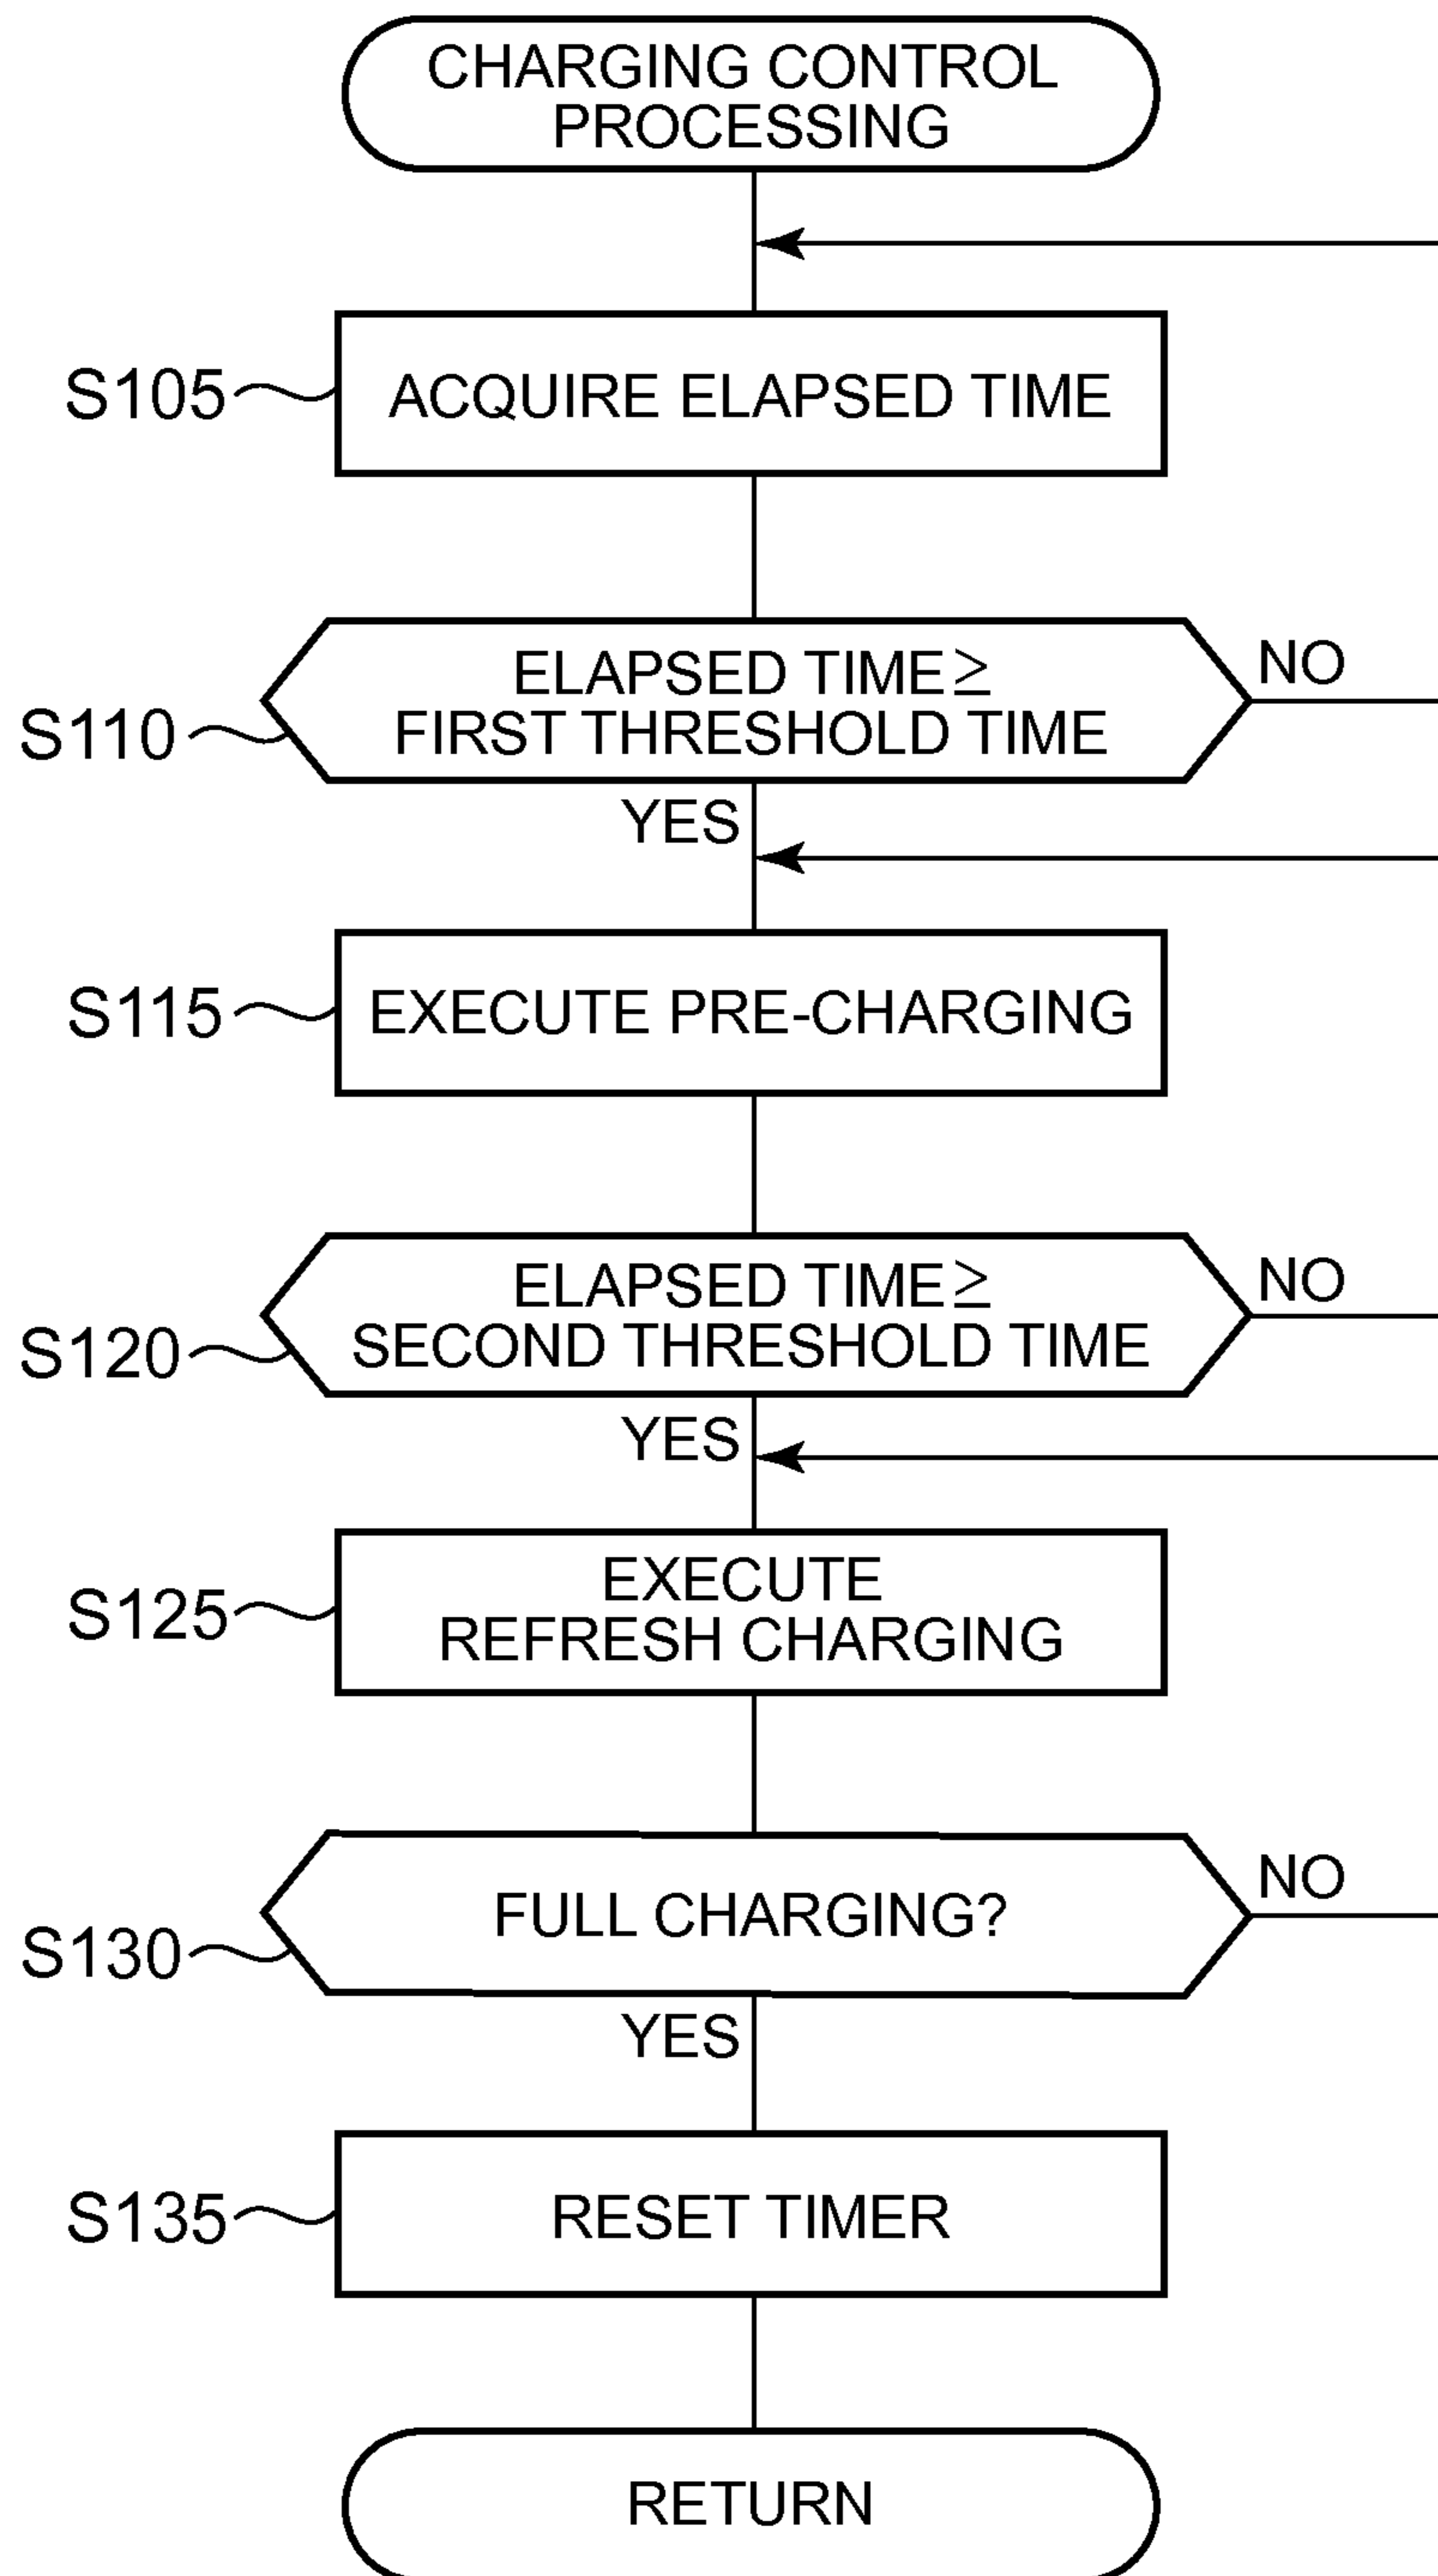 CHARGING CONTROL
PROCESSING
S105
ACQUIRE ELAPSED TIME
S110
ELAPSED TIME≥
FIRST THRESHOLD TIME
NO
YES
S115
EXECUTE PRE-CHARGING
S120
ELAPSED TIME≥
SECOND THRESHOLD TIME
NO
YES
S125
EXECUTE
REFRESH CHARGING
S130
FULL CHARGING?
NO
YES
S135
RESET TIMER
RETURN